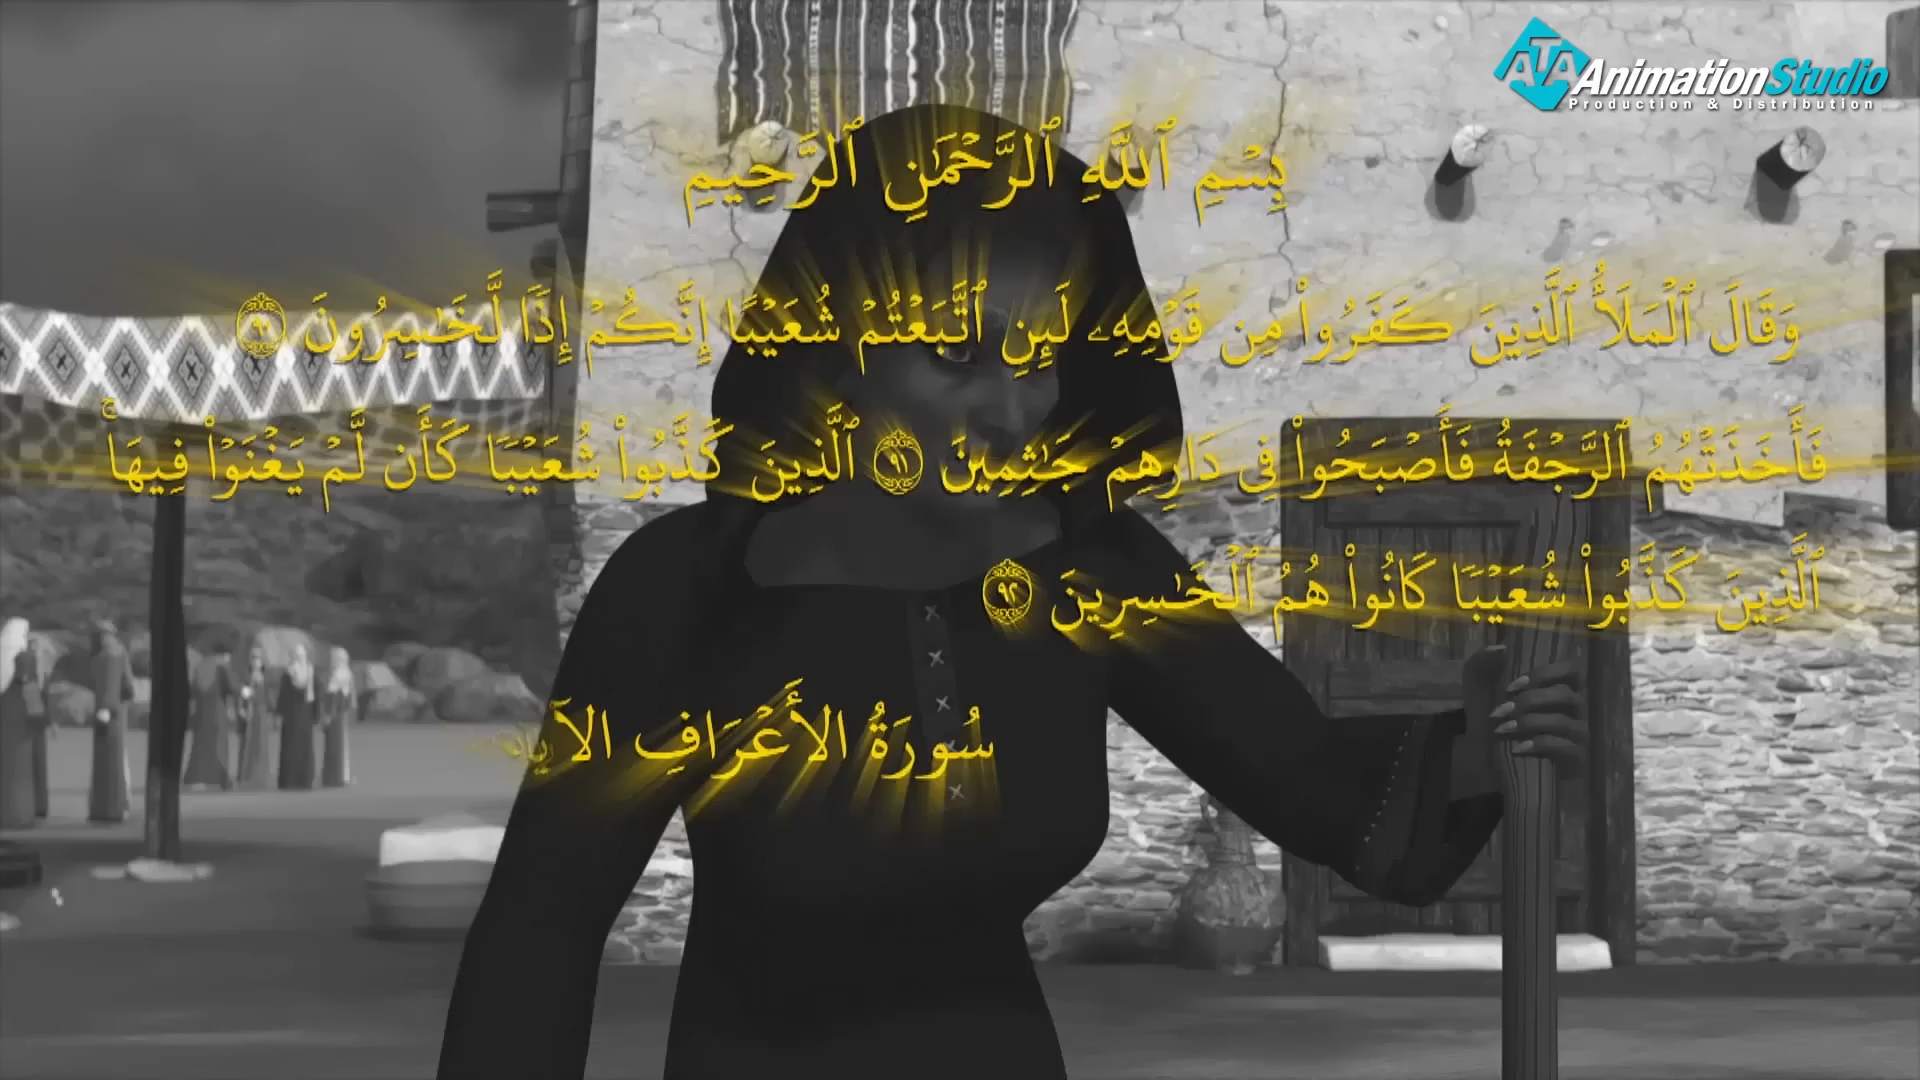 ATA AnimationStudio
Production & Distribution
بِسْمِ ٱللَّهِ ٱلرَّحْمَٰنِ ٱلرَّحِيمِ
وَقَالَ ٱلْمَلَأُ ٱلَّذِينَ كَفَرُوا۟ مِن قَوْمِهِۦ لَئِنِ ٱتَّبَعْتُمْ شُعَيْبًا إِنَّكُمْ إِذًا لَّخَـٰسِرُونَ ٩٠
فَأَخَذَتْهُمُ ٱلرَّجْفَةُ فَأَصْبَحُوا۟ فِى دَارِهِمْ جَـٰثِمِينَ ٩١ ٱلَّذِينَ كَذَّبُوا۟ شُعَيْبًا كَأَن لَّمْ يَغْنَوْا۟ فِيهَا ۚ
ٱلَّذِينَ كَذَّبُوا۟ شُعَيْبًا كَانُوا۟ هُمُ ٱلْخَـٰسِرِينَ ٩٢
سُورَةُ الأَعْرَافِ